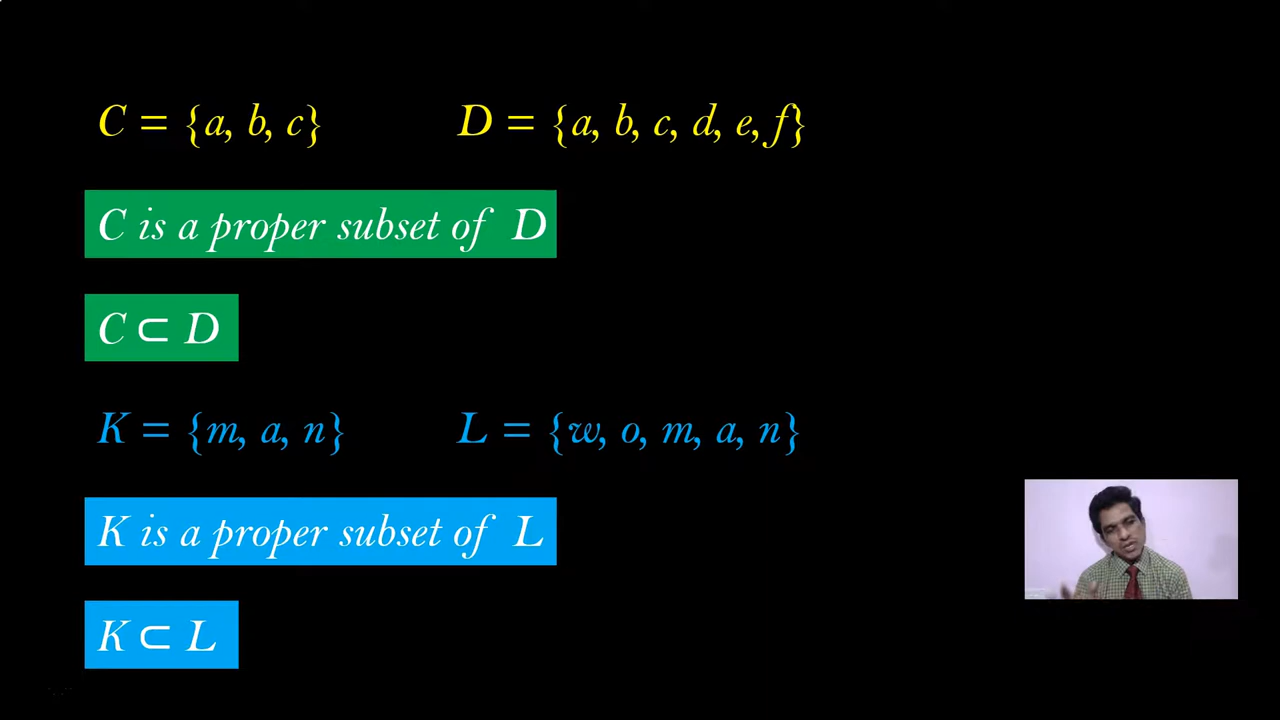 C = {a, b, c} D = {a, b, c, d, e, f}
C is a proper subset of D
C ⊂ D
K = {m, a, n} L = {w, o, m, a, n}
K is a proper subset of L
K ⊂ L